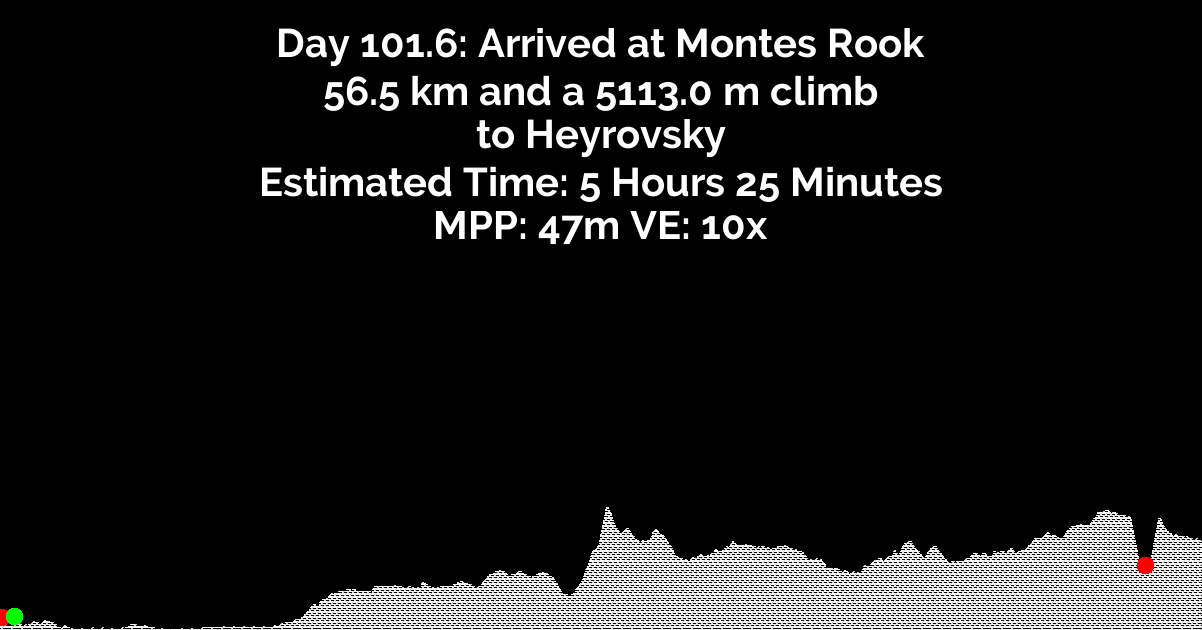 Day 101.6: Arrived at Montes Rook
56.5 km and a 5113.0 m climb
to Heyrovsky
Estimated Time: 5 Hours 25 Minutes
MPP: 47m VE: 10x